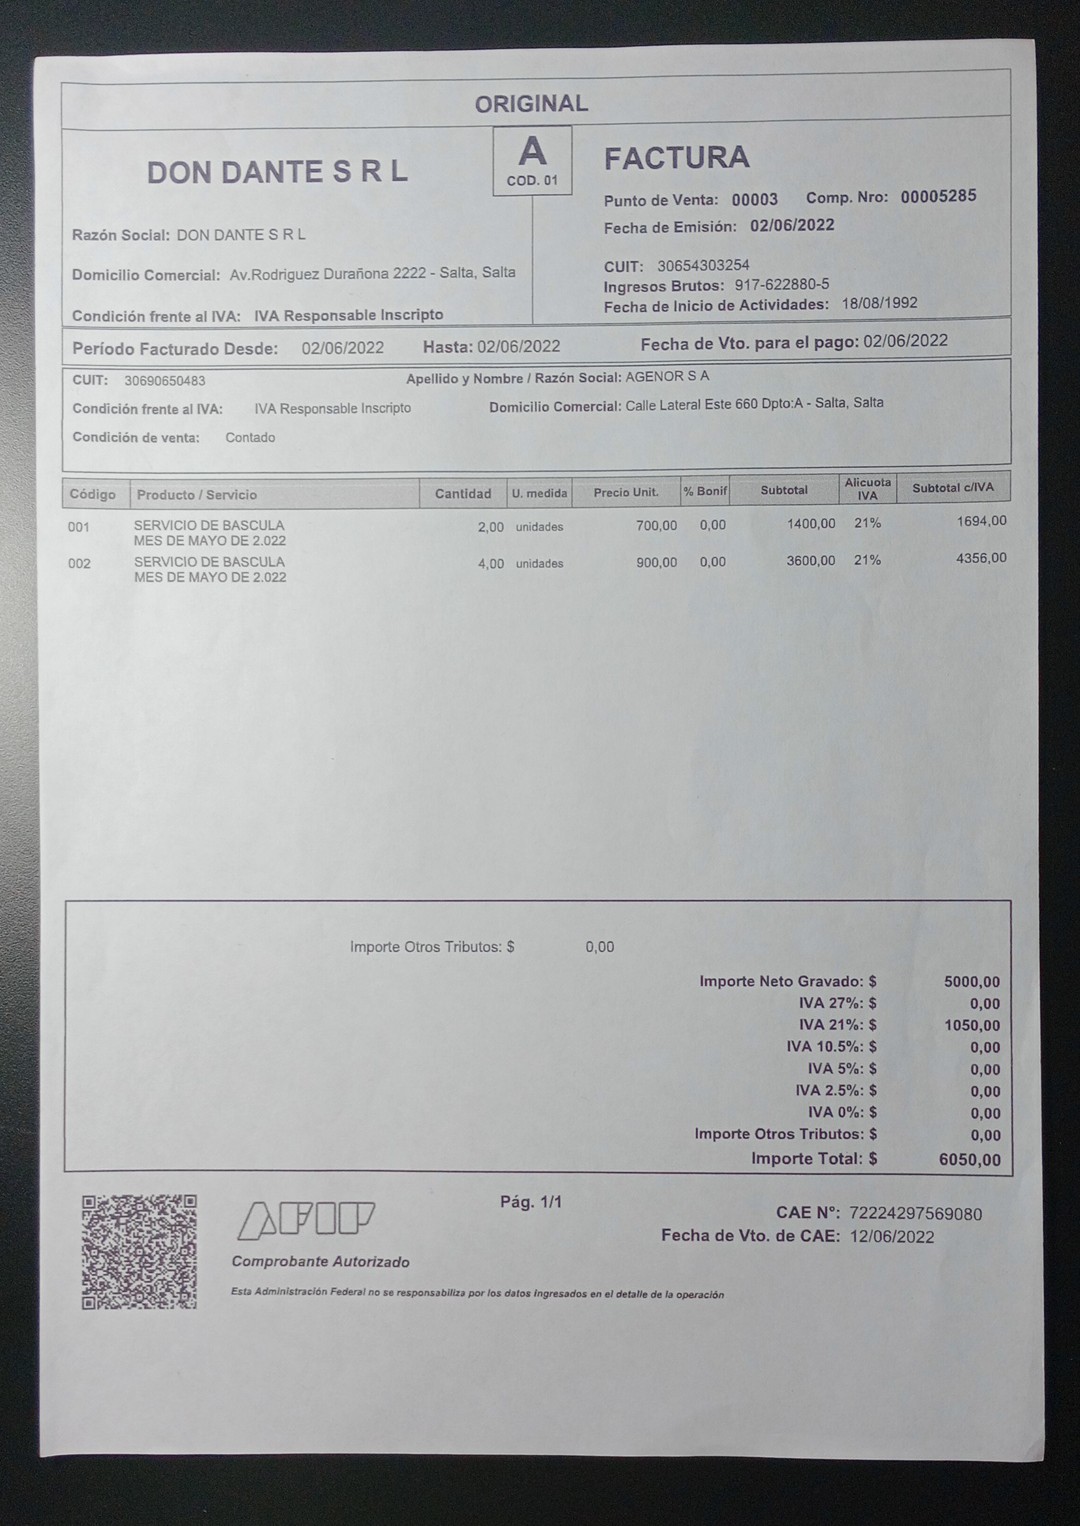 ORIGINAL
DON DANTE S R L
A
COD. 01
FACTURA
Punto de Venta: 00003 Comp. Nro: 00005285
Fecha de Emisión: 02/06/2022
Razón Social: DON DANTE S R L
Domicilio Comercial: Av.Rodriguez Durañona 2222 - Salta, Salta
Condición frente al IVA: IVA Responsable Inscripto
CUIT: 30654303254
Ingresos Brutos: 917-622880-5
Fecha de Inicio de Actividades: 18/08/1992
Período Facturado Desde: 02/06/2022 Hasta: 02/06/2022 Fecha de Vto. para el pago: 02/06/2022
CUIT: 30690650483 Apellido y Nombre / Razón Social: AGENOR S A
Condición frente al IVA: IVA Responsable Inscripto Domicilio Comercial: Calle Lateral Este 660 Dpto:A - Salta, Salta
Condición de venta: Contado
Código Producto / Servicio Cantidad U. medida Precio Unit. % Bonif Subtotal Alicuota IVA Subtotal c/IVA
001 SERVICIO DE BASCULA 2,00 unidades 700,00 0,00 1400,00 21% 1694,00
MES DE MAYO DE 2.022
002 SERVICIO DE BASCULA 4,00 unidades 900,00 0,00 3600,00 21% 4356,00
MES DE MAYO DE 2.022
Importe Otros Tributos: $ 0,00
Importe Neto Gravado: $ 5000,00
IVA 27%: $ 0,00
IVA 21%: $ 1050,00
IVA 10.5%: $ 0,00
IVA 5%: $ 0,00
IVA 2.5%: $ 0,00
IVA 0%: $ 0,00
Importe Otros Tributos: $ 0,00
Importe Total: $ 6050,00
AFIP
Pág. 1/1
CAE N°: 72224297569080
Fecha de Vto. de CAE: 12/06/2022
Comprobante Autorizado
Esta Administración Federal no se responsabiliza por los datos ingresados en el detalle de la operación